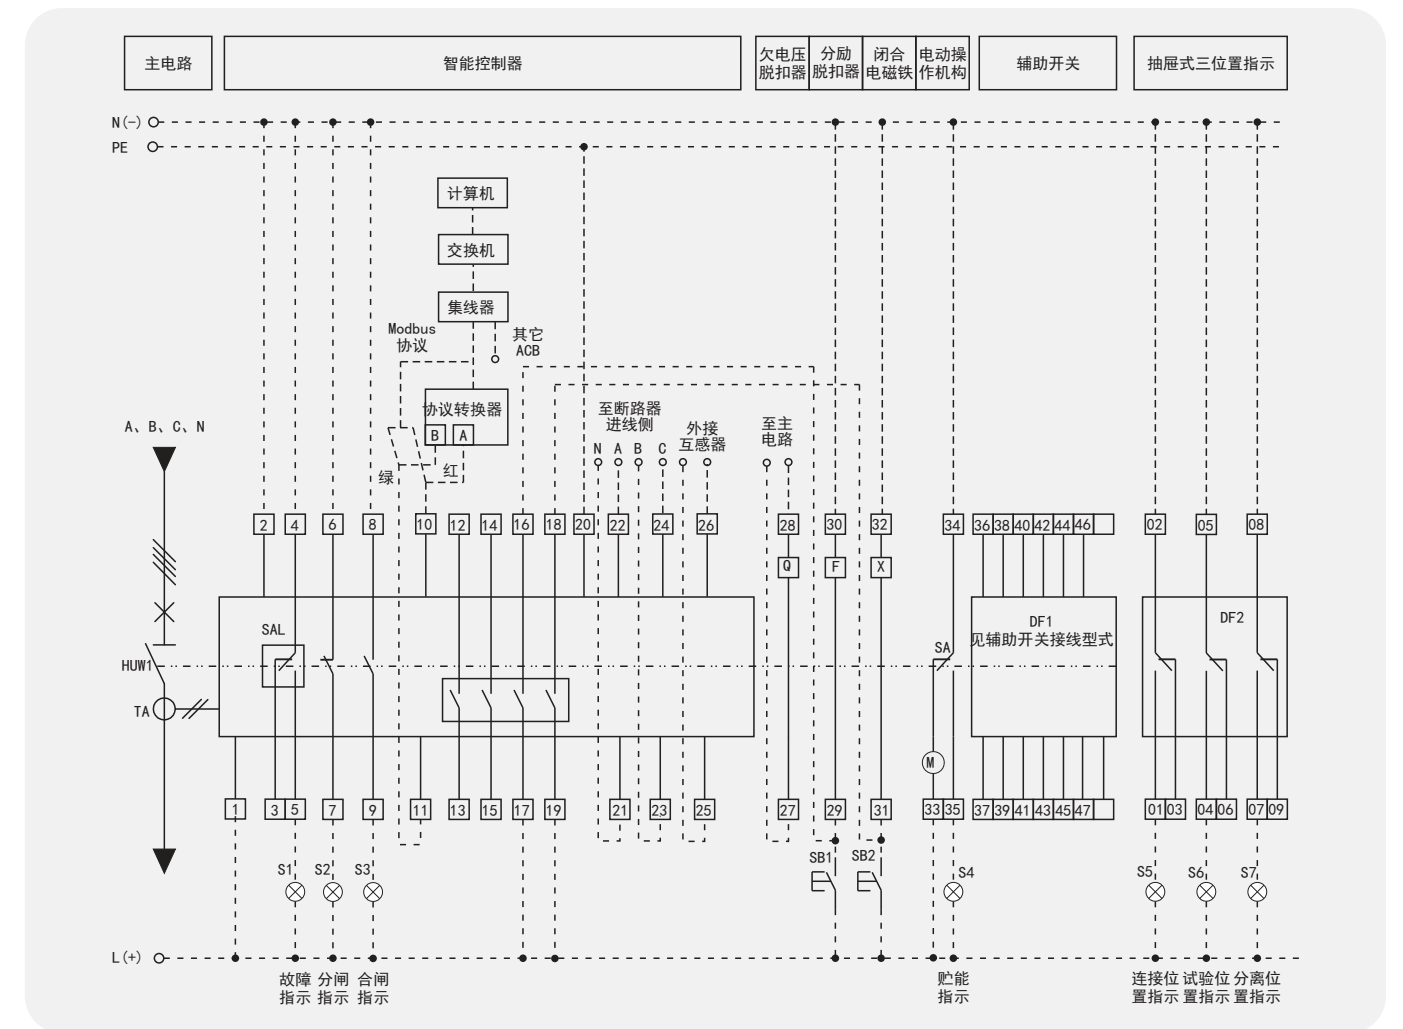 主电路
智能控制器
欠电压
脱扣器
分励
脱扣器
闭合
电磁铁
电动操
作机构
辅助开关
抽屉式三位置指示
N(−)
PE
计算机
交换机
集线器
Modbus
协议
其它
ACB
协议转换器
B
A
绿
红
至断路器
进线侧
N A B C
外接
互感器
至主
电路
A、B、C、N
2 4 6 8 10 12 14 16 18 20 22 24 26 28 30 32 34 36 38 40 42 44 46 02 05 08
Q F X
SAL
DF1
见辅助开关接线型式
DF2
SA
HUW1
TA
M
1 3 5 7 9 11 13 15 17 19 21 23 25 27 29 31 33 35 37 39 41 43 45 47 01 03 04 06 07 09
SB1 SB2
S1 S2 S3 S4 S5 S6 S7
L(+)
故障
指示
分闸
指示
合闸
指示
贮能
指示
连接位
置指示
试验位
置指示
分离位
置指示